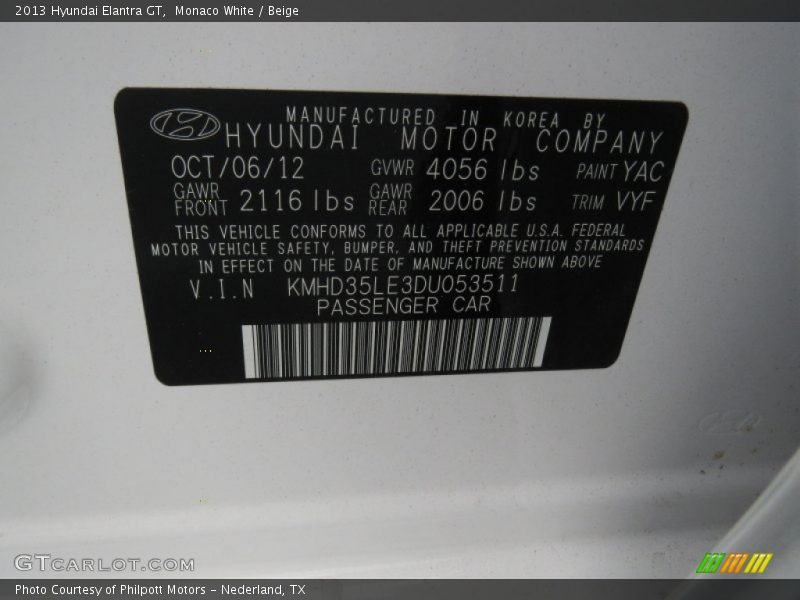 2013 Hyundai Elantra GT, Monaco White / Beige
MANUFACTURED IN KOREA BY
HYUNDAI MOTOR COMPANY
OCT/06/12 GVWR 4056 lbs PAINT YAC
GAWR FRONT 2116 lbs GAWR REAR 2006 lbs TRIM VYF
THIS VEHICLE CONFORMS TO ALL APPLICABLE U.S.A. FEDERAL
MOTOR VEHICLE SAFETY, BUMPER, AND THEFT PREVENTION STANDARDS
IN EFFECT ON THE DATE OF MANUFACTURE SHOWN ABOVE
V.I.N KMHD35LE3DU053511
PASSENGER CAR
GTCARLOT.COM
Photo Courtesy of Philpott Motors - Nederland, TX